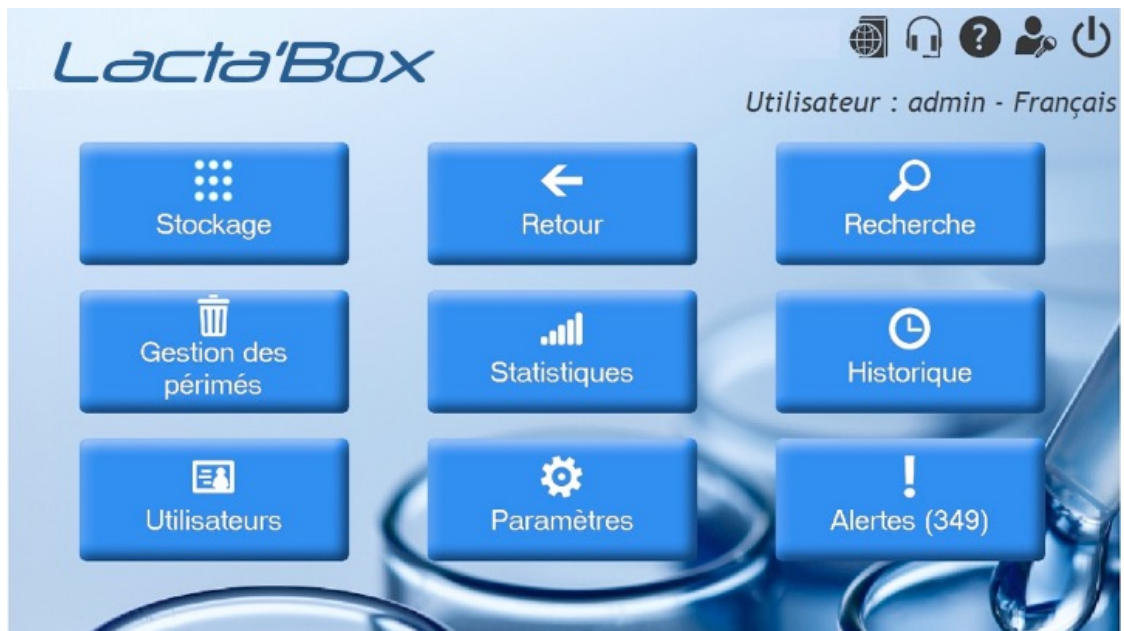 Lacta'Box
Utilisateur : admin - Français
Stockage
Retour
Recherche
Gestion des
périmés
Statistiques
Historique
Utilisateurs
Paramètres
Alertes (349)